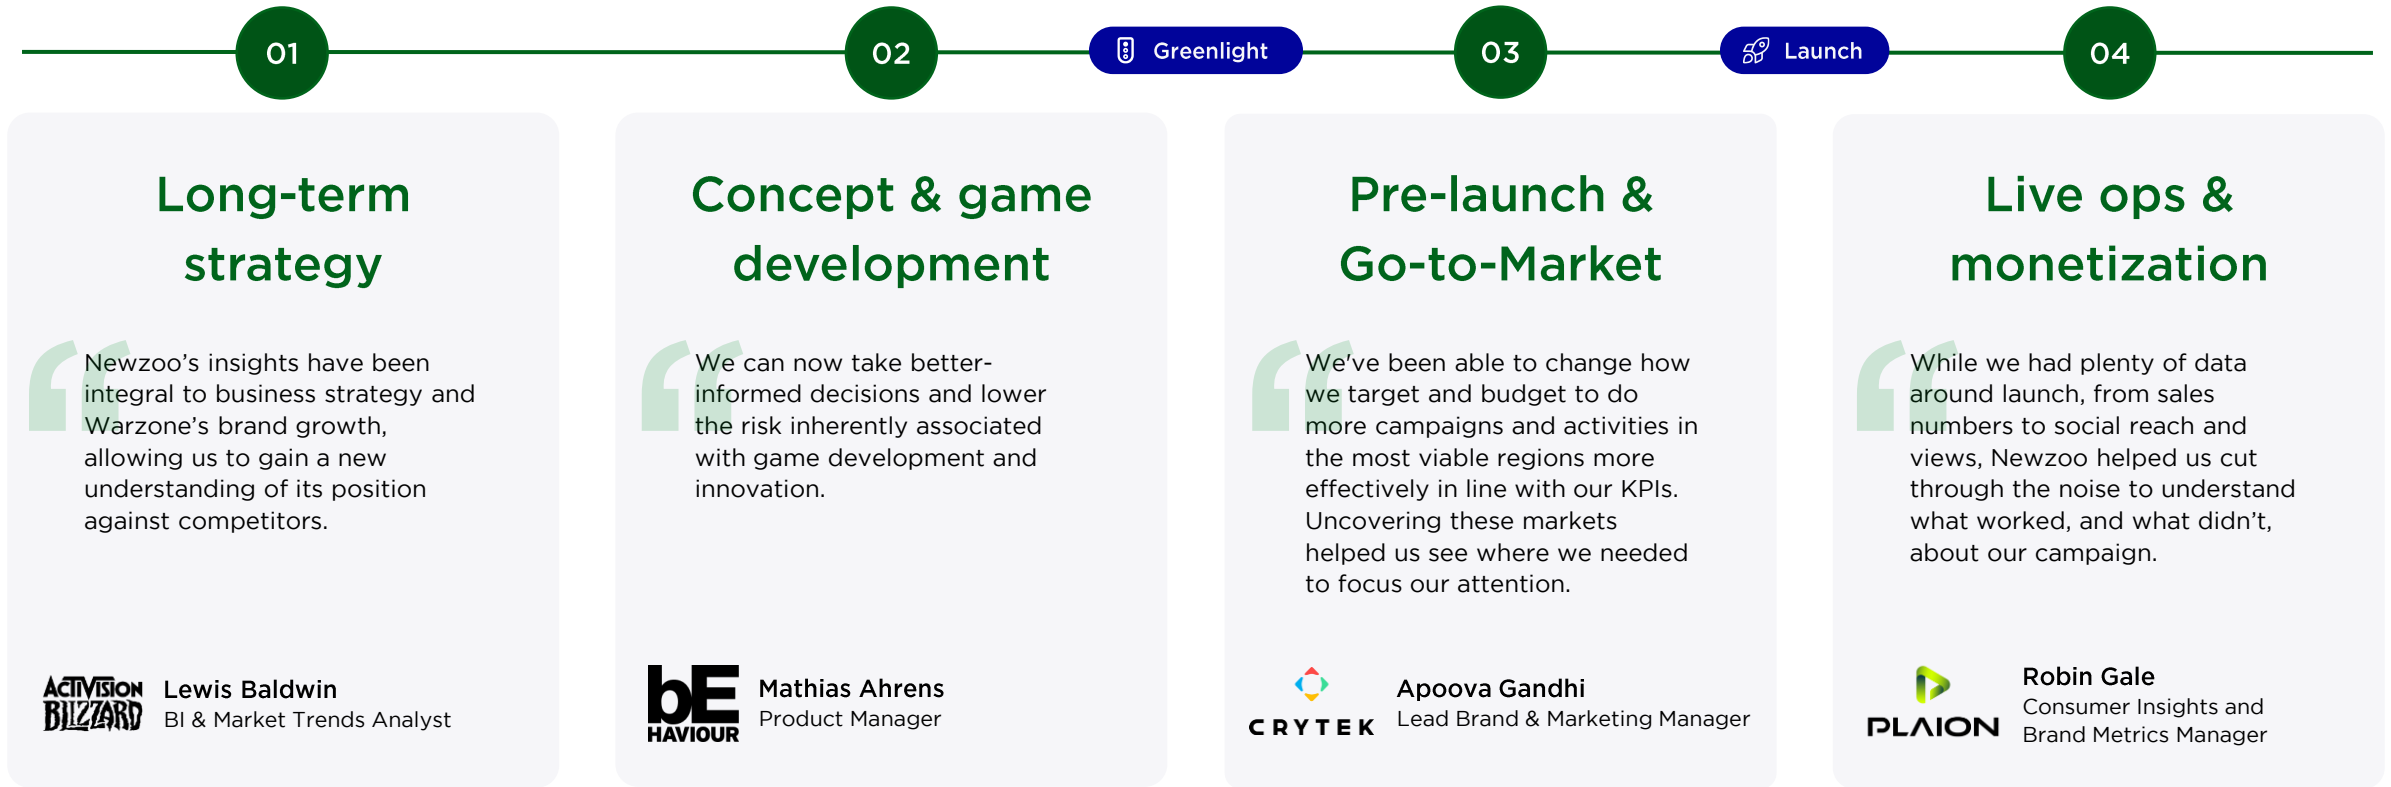 01
02
Greenlight
03
Launch
04
Long-term
strategy
Newzoo’s insights have been
integral to business strategy and
Warzone’s brand growth,
allowing us to gain a new
understanding of its position
against competitors.
ACTIVISION
BLIZZARD
Lewis Baldwin
BI & Market Trends Analyst
Concept & game
development
We can now take better-
informed decisions and lower
the risk inherently associated
with game development and
innovation.
bE
HAVIOUR
Mathias Ahrens
Product Manager
Pre-launch &
Go-to-Market
We've been able to change how
we target and budget to do
more campaigns and activities in
the most viable regions more
effectively in line with our KPIs.
Uncovering these markets
helped us see where we needed
to focus our attention.
CRYTEK
Apoova Gandhi
Lead Brand & Marketing Manager
Live ops &
monetization
While we had plenty of data
around launch, from sales
numbers to social reach and
views, Newzoo helped us cut
through the noise to understand
what worked, and what didn’t,
about our campaign.
PLAION
Robin Gale
Consumer Insights and
Brand Metrics Manager